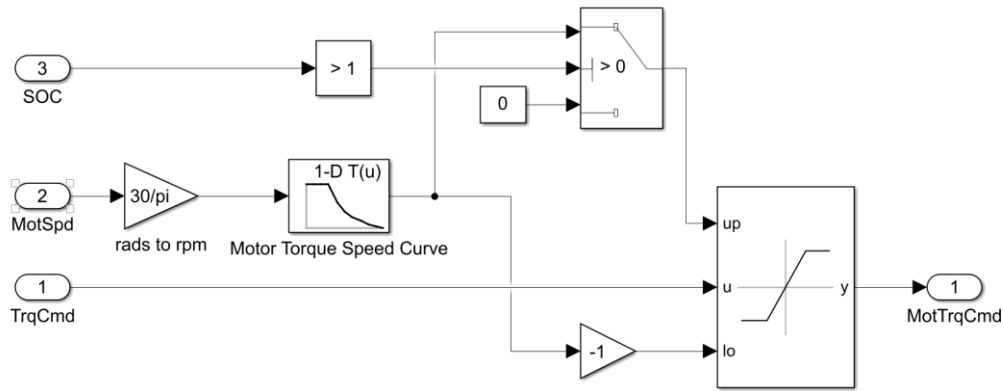 3
SOC
> 1
> 0
0
2
MotSpd
30/pi
rads to rpm
1-D T(u)
Motor Torque Speed Curve
1
TrqCmd
-1
up
u
lo
y
1
MotTrqCmd